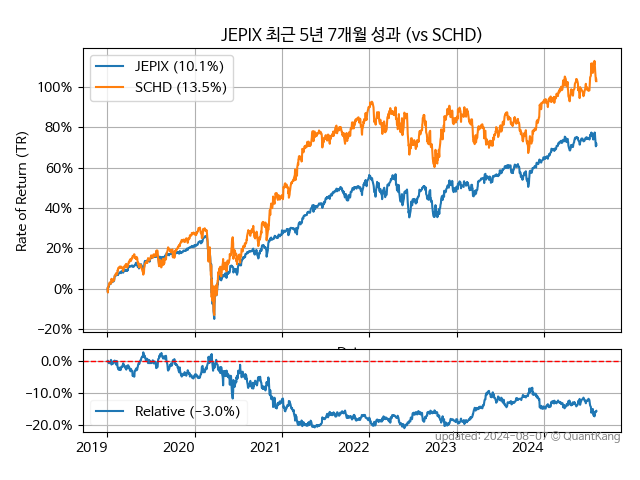 JEPIX 최근 5년 7개월 성과 (vs SCHD)
JEPIX (10.1%)
SCHD (13.5%)
Rate of Return (TR)
100%
80%
60%
40%
20%
0%
−20%
0.0%
−10.0%
−20.0%
Relative (−3.0%)
2019 2020 2021 2022 2023 2024
updated: 2024-08-07 © QuantKang